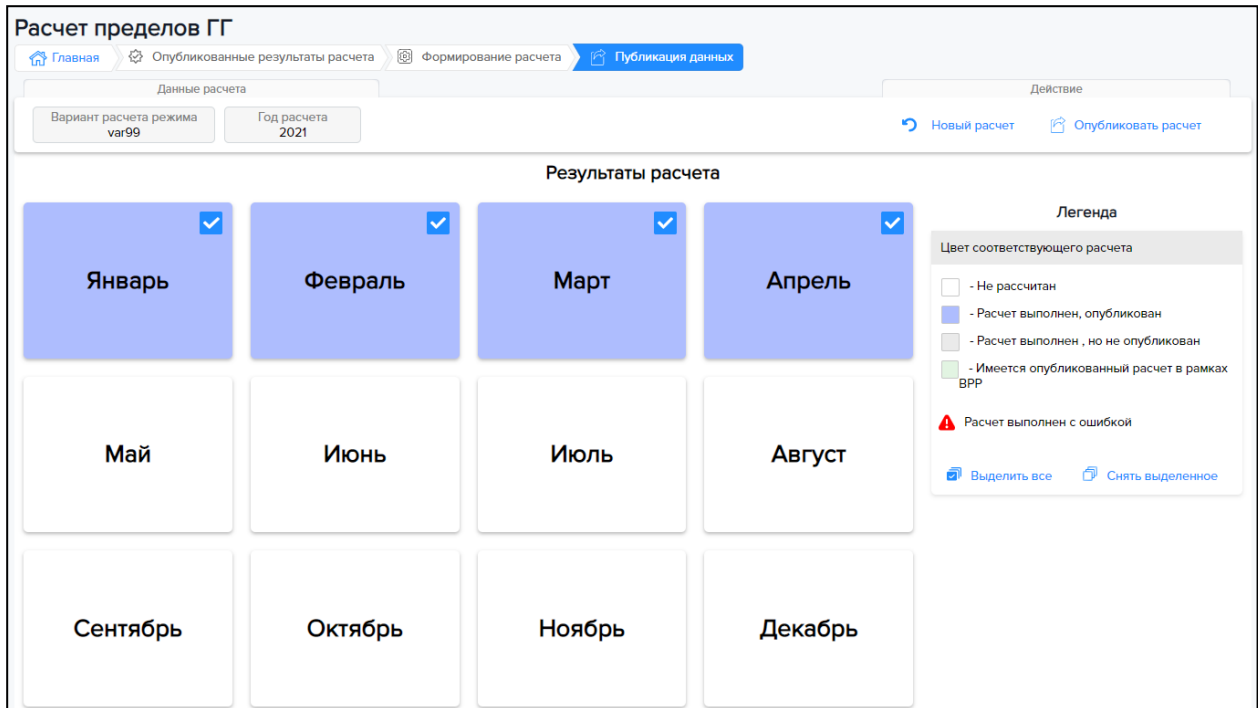 Расчет пределов ГГ
Главная Опубликованные результаты расчета Формирование расчета Публикация данных
Данные расчета Действие
Вариант расчета режима Год расчета
var99 2021
Новый расчет Опубликовать расчет
Результаты расчета
Январь Февраль Март Апрель
Май Июнь Июль Август
Сентябрь Октябрь Ноябрь Декабрь
Легенда
Цвет соответствующего расчета
- Не рассчитан
- Расчет выполнен, опубликован
- Расчет выполнен , но не опубликован
- Имеется опубликованный расчет в рамках
ВРР
Расчет выполнен с ошибкой
Выделить все Снять выделенное